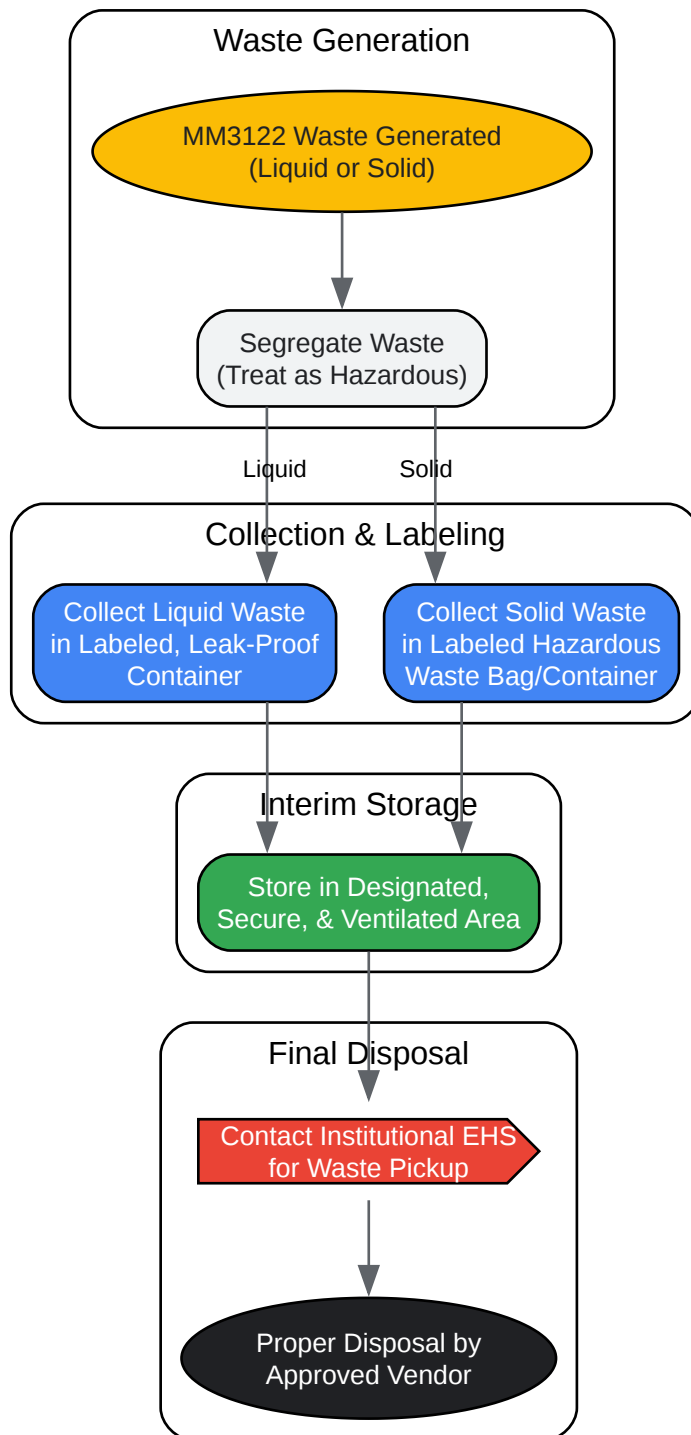 Waste Generation
MM3122 Waste Generated
(Liquid or Solid)
Segregate Waste
(Treat as Hazardous)
Liquid
Solid
Collection & Labeling
Collect Liquid Waste
in Labeled, Leak-Proof
Container
Collect Solid Waste
in Labeled Hazardous
Waste Bag/Container
Interim Storage
Store in Designated,
Secure, & Ventilated Area
Final Disposal
Contact Institutional EHS
for Waste Pickup
Proper Disposal by
Approved Vendor